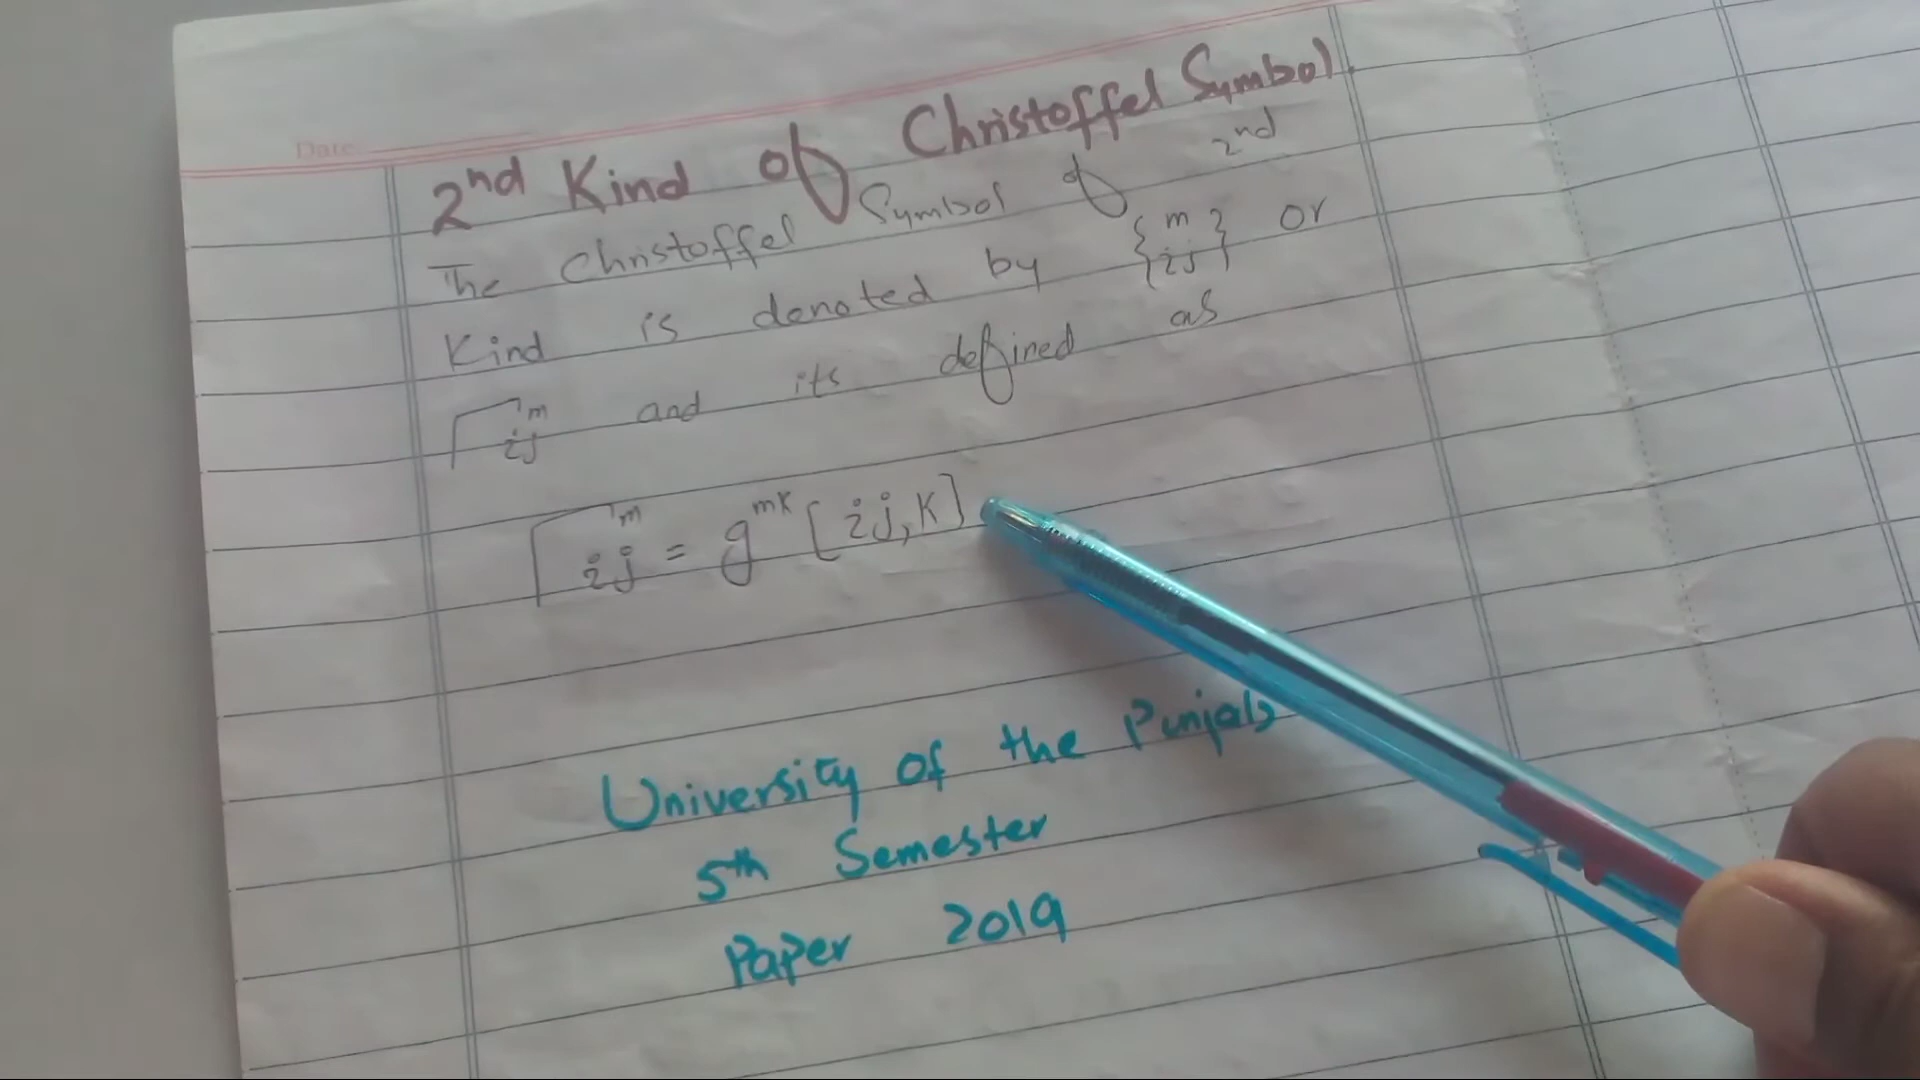 Date:
2nd Kind of Christoffel Symbol.
The Christoffel Symbol of 2nd
Kind is denoted by {m ij} or
Γ^m_ij and its defined as
Γ^m_ij = g^mk [ij,k]
University of the Punjab
5th Semester
Paper 2019